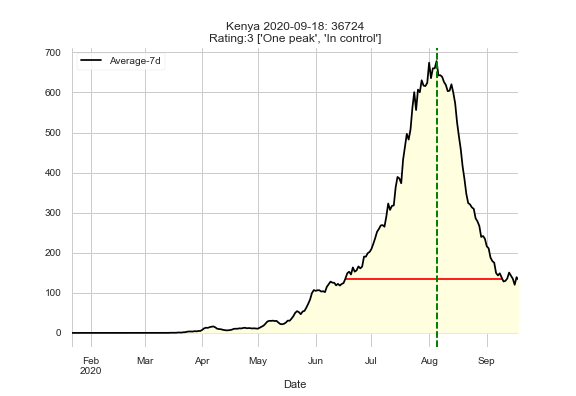 Kenya 2020-09-18: 36724
Rating:3 ['One peak', 'In control']
Average-7d
700
600
500
400
300
200
100
0
Feb
2020
Mar
Apr
May
Jun
Jul
Aug
Sep
Date